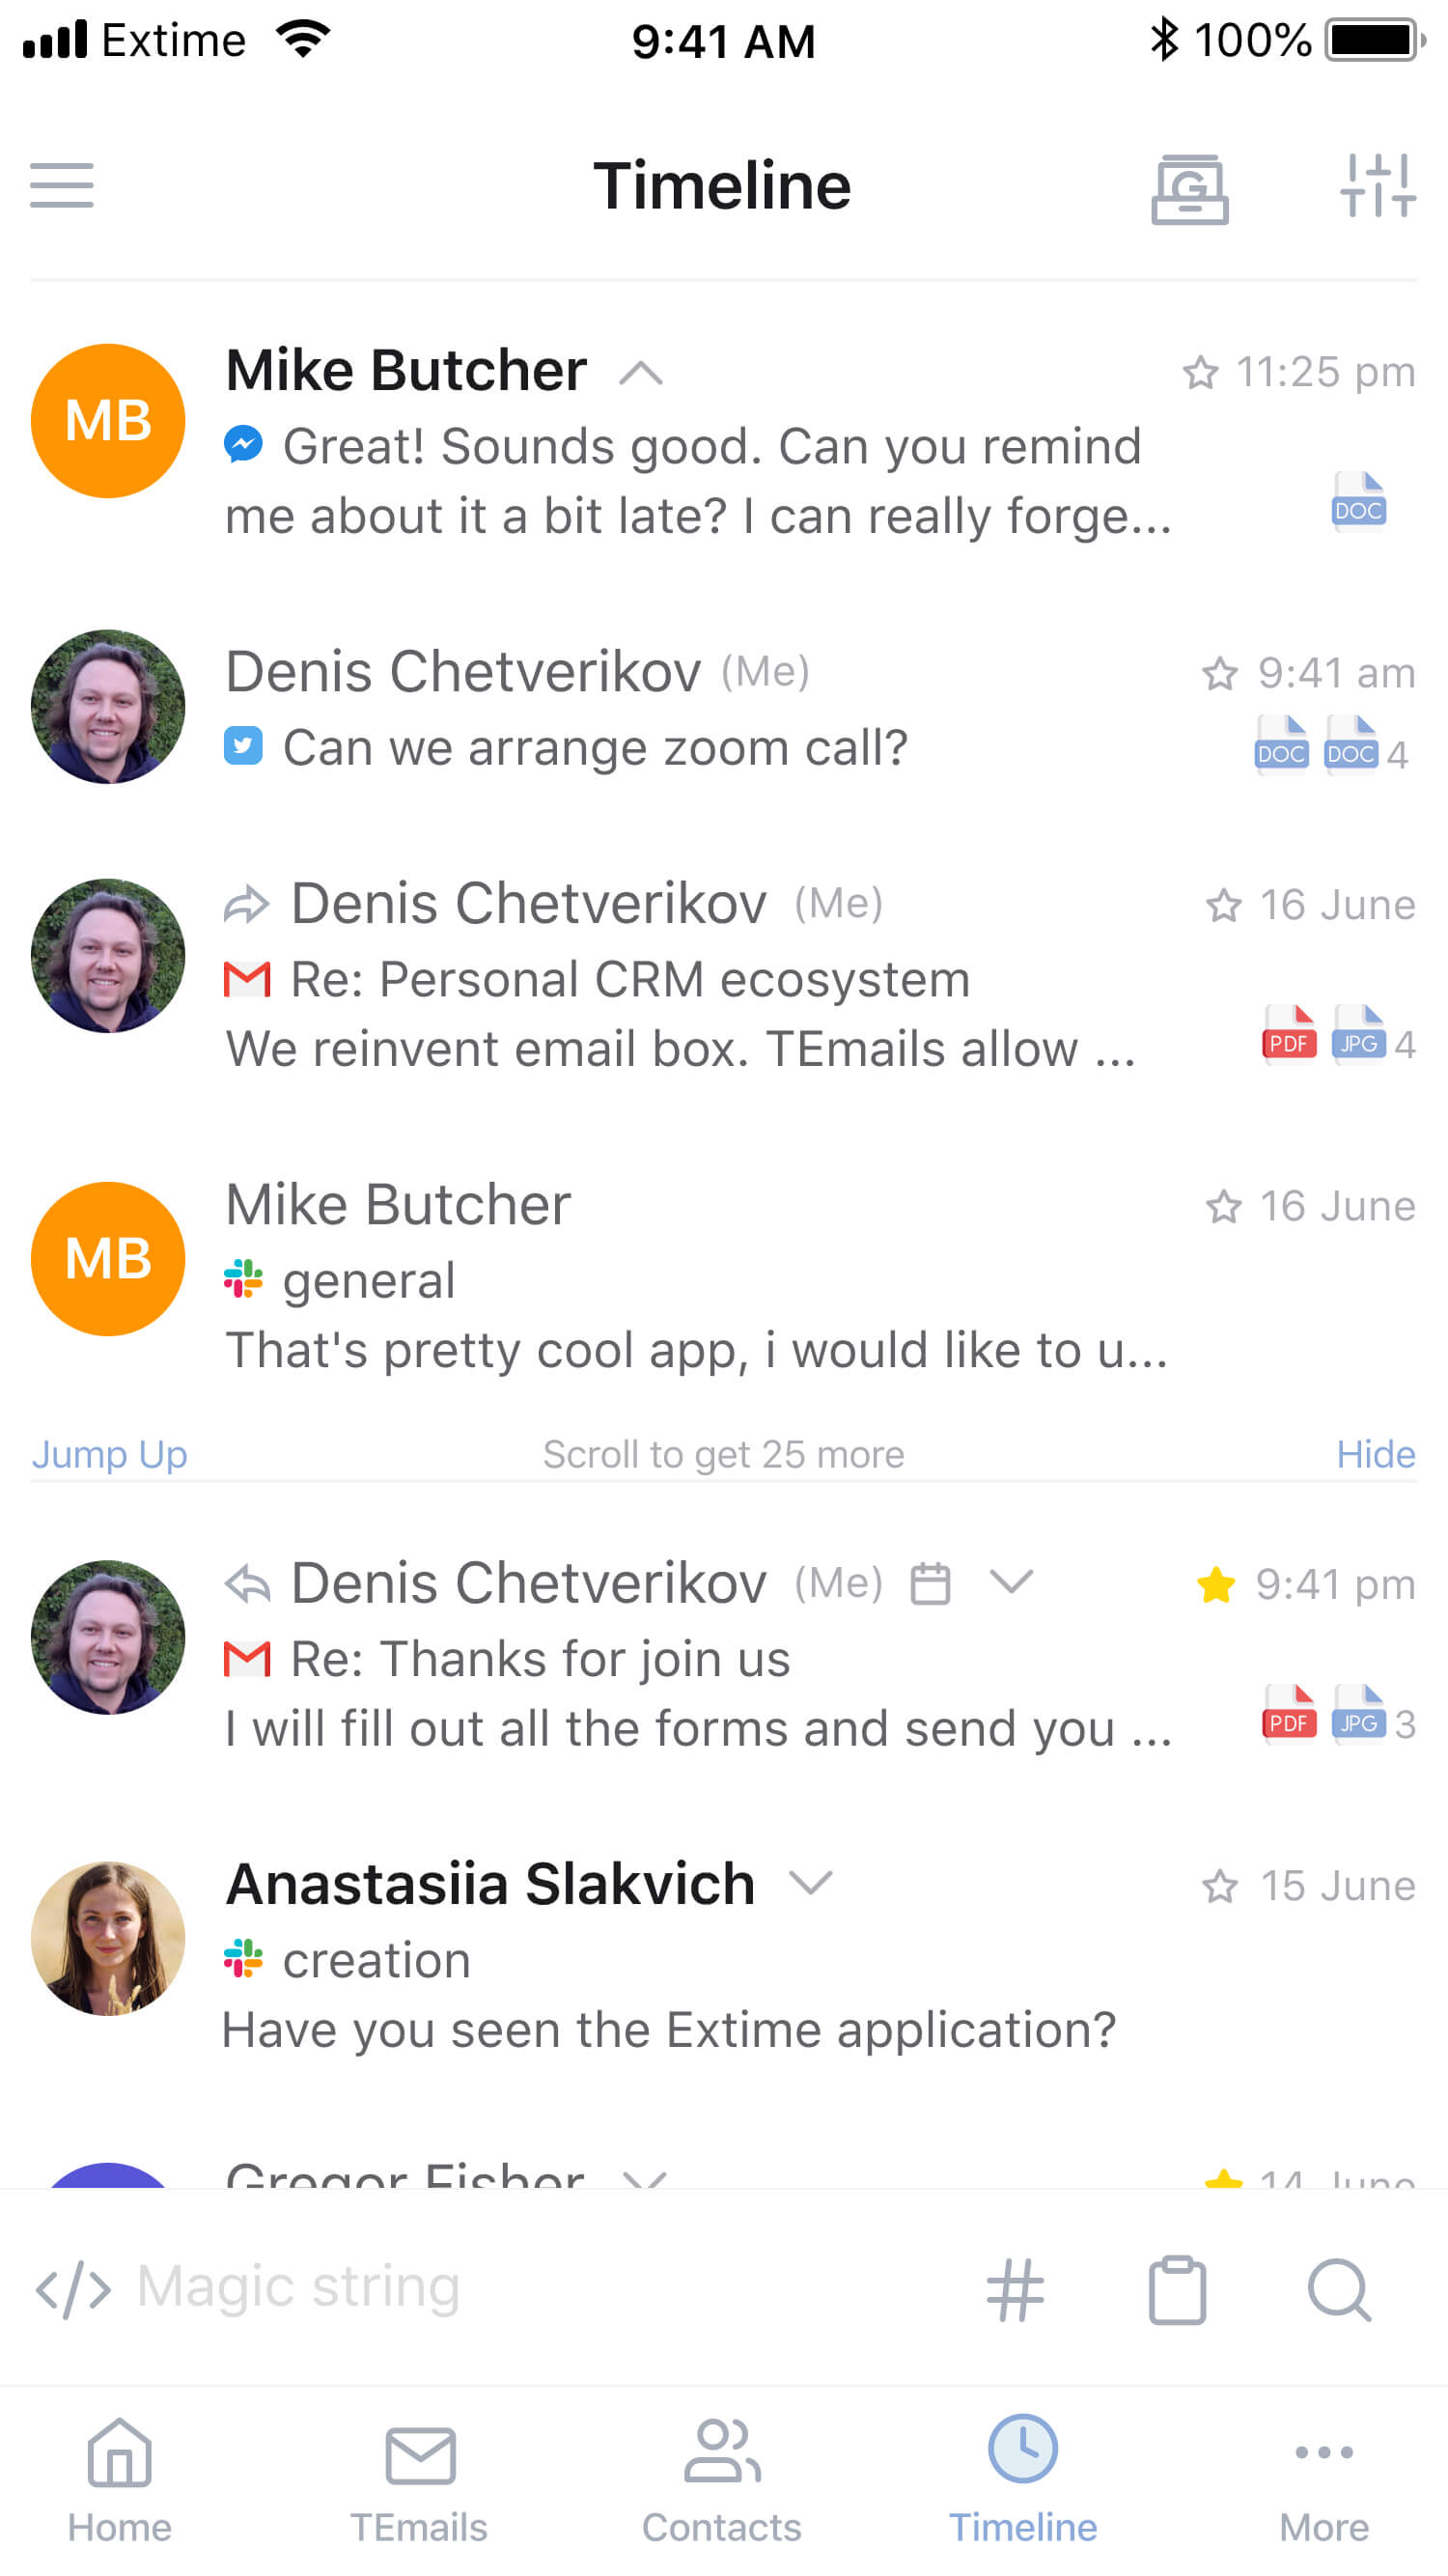 Extime 9:41 AM 100%
Timeline
MB Mike Butcher 11:25 pm
Great! Sounds good. Can you remind
me about it a bit late? I can really forge...
DOC
Denis Chetverikov (Me) 9:41 am
Can we arrange zoom call?
DOC DOC 4
Denis Chetverikov (Me) 16 June
Re: Personal CRM ecosystem
We reinvent email box. TEmails allow ...
PDF JPG 4
MB Mike Butcher 16 June
general
That's pretty cool app, i would like to u...
Jump Up Scroll to get 25 more Hide
Denis Chetverikov (Me) 9:41 pm
Re: Thanks for join us
I will fill out all the forms and send you ...
PDF JPG 3
Anastasiia Slakvich 15 June
creation
Have you seen the Extime application?
Gregor Fisher 14 June
</> Magic string #
Home TEmails Contacts Timeline More